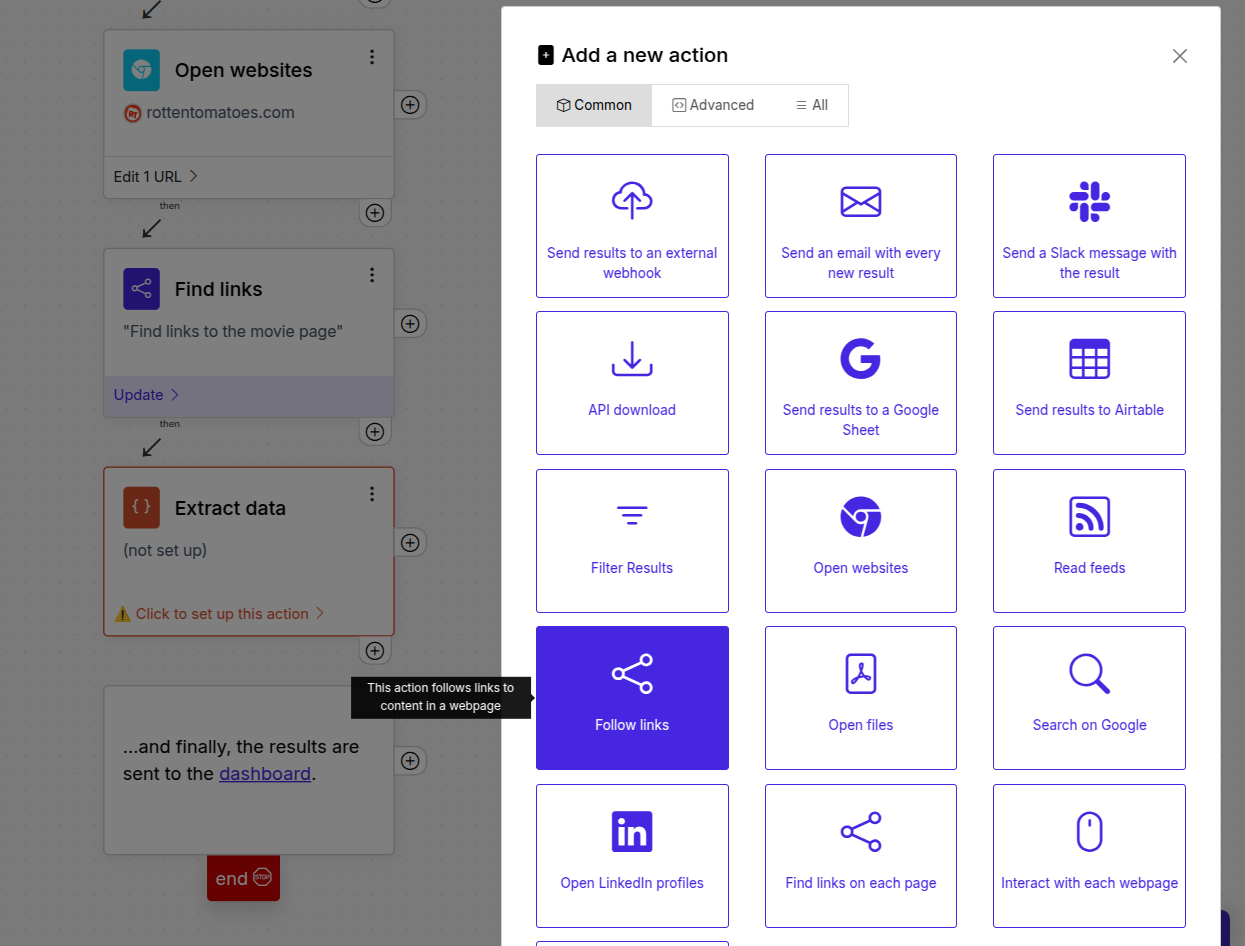 Open websites
rottentomatoes.com
Edit 1 URL
then
Find links
"Find links to the movie page"
Update
then
Extract data
{ }
(not set up)
Click to set up this action
...and finally, the results are
sent to the dashboard.
end STOP
Add a new action
Common
Advanced
All
Send results to an external
webhook
Send an email with every
new result
Send a Slack message with
the result
API download
Send results to a Google
Sheet
Send results to Airtable
Filter Results
Open websites
Read feeds
This action follows links to
content in a webpage
Follow links
Open files
Search on Google
in
Open LinkedIn profiles
Find links on each page
Interact with each webpage